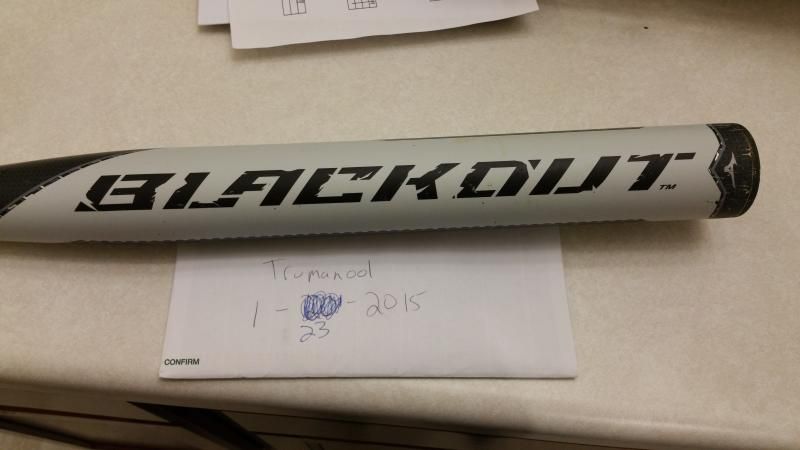 BLACKOUT™
Trumanool
1 - - 2015
23
CONFIRM